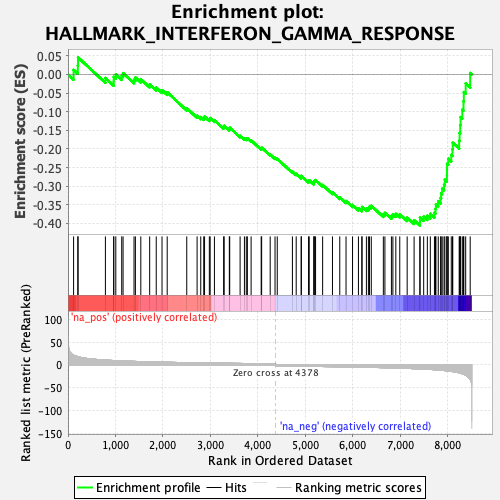 Enrichment plot:
HALLMARK_INTERFERON_GAMMA_RESPONSE
Enrichment score (ES)
0.05
0.00
-0.05
-0.10
-0.15
-0.20
-0.25
-0.30
-0.35
-0.40
'na_pos' (positively correlated)
Ranked list metric (PreRanked)
100
50
0
-50
-100
-150
Zero cross at 4378
'na_neg' (negatively correlated)
0 1,000 2,000 3,000 4,000 5,000 6,000 7,000 8,000
Rank in Ordered Dataset
Enrichment profile Hits Ranking metric scores